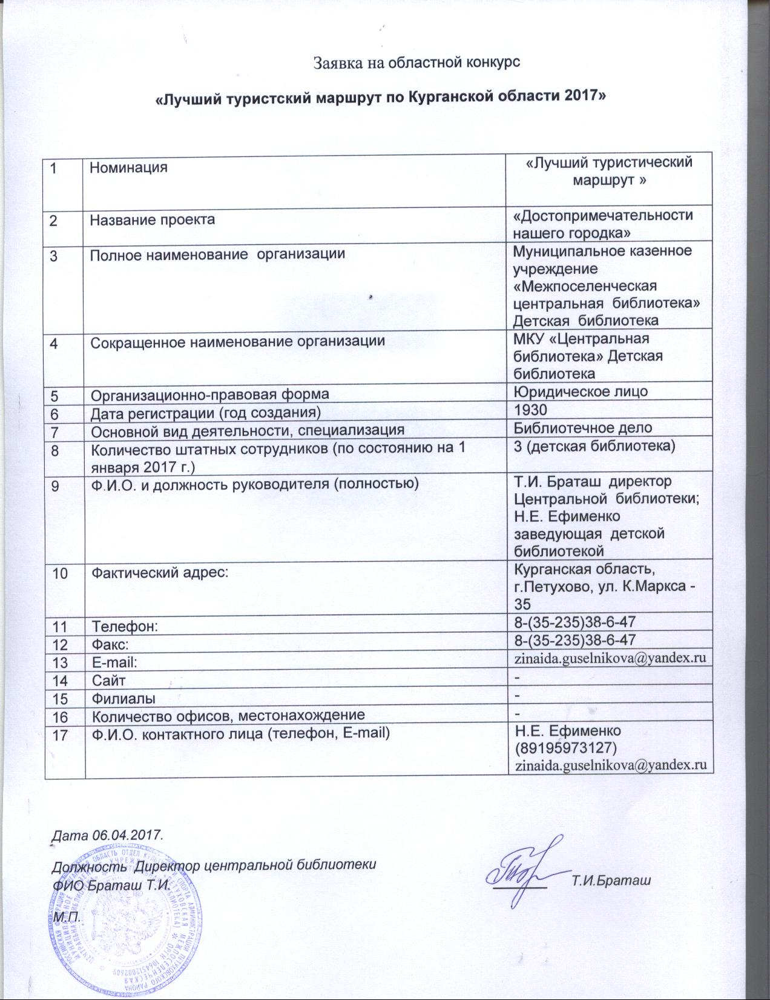 Заявка на областной конкурс
«Лучший туристский маршрут по Курганской области 2017»
1 Номинация «Лучший туристический
маршрут »
2 Название проекта «Достопримечательности
нашего городка»
3 Полное наименование организации Муниципальное казенное
учреждение
«Межпоселенческая
центральная библиотека»
Детская библиотека
4 Сокращенное наименование организации МКУ «Центральная
библиотека» Детская
библиотека
5 Организационно-правовая форма Юридическое лицо
6 Дата регистрации (год создания) 1930
7 Основной вид деятельности, специализация Библиотечное дело
8 Количество штатных сотрудников (по состоянию на 1 3 (детская библиотека)
января 2017 г.)
9 Ф.И.О. и должность руководителя (полностью) Т.И. Браташ директор
Центральной библиотеки;
Н.Е. Ефименко
заведующая детской
библиотекой
10 Фактический адрес: Курганская область,
г.Петухово, ул. К.Маркса -
35
11 Телефон: 8-(35-235)38-6-47
12 Факс: 8-(35-235)38-6-47
13 E-mail: zinaida.guselnikova@yandex.ru
14 Сайт -
15 Филиалы -
16 Количество офисов, местонахождение -
17 Ф.И.О. контактного лица (телефон, E-mail) Н.Е. Ефименко
(89195973127)
zinaida.guselnikova@yandex.ru
Дата 06.04.2017.
Должность Директор центральной библиотеки
ФИО Браташ Т.И. Т.И.Браташ
М.П.